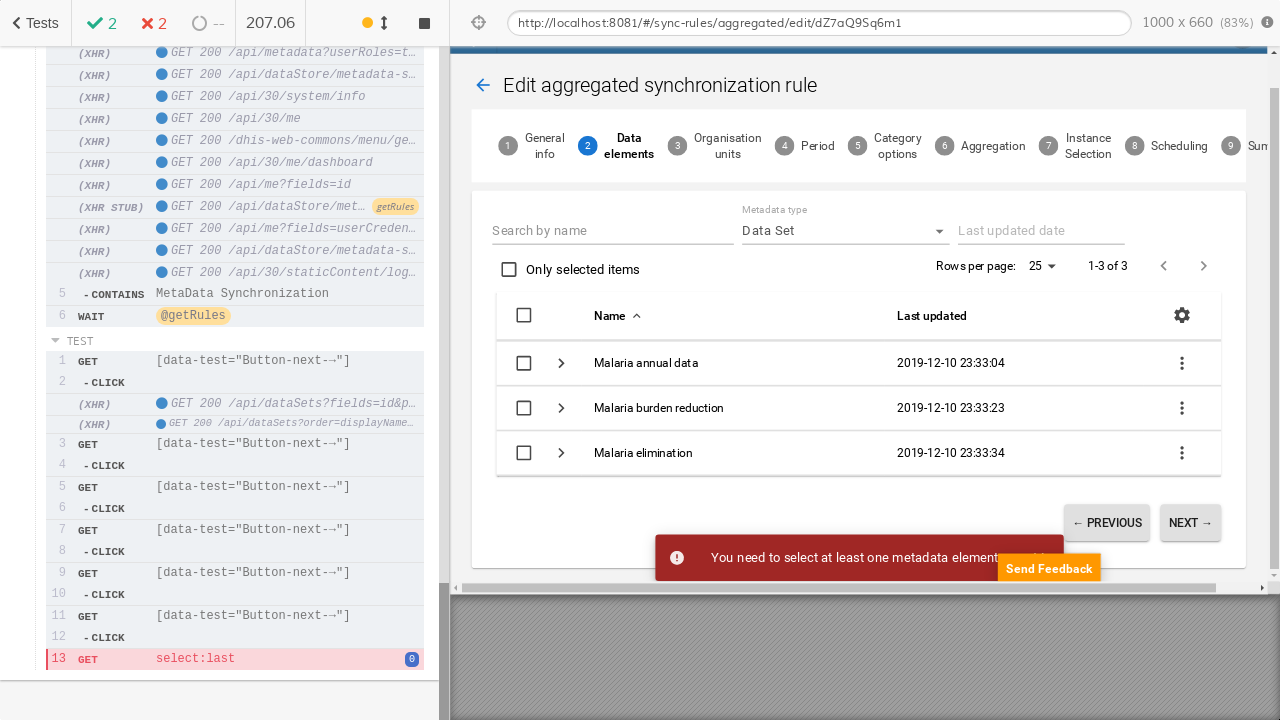 Tests
2
2
--
207.06
http://localhost:8081/#/sync-rules/aggregated/edit/dZ7aQ9Sq6m1
1000 x 660 (83%)
(XHR) GET 200 /api/metadata?userRoles=t…
(XHR) GET 200 /api/dataStore/metadata-s…
(XHR) GET 200 /api/30/system/info
(XHR) GET 200 /api/30/me
(XHR) GET 200 /dhis-web-commons/menu/ge…
(XHR) GET 200 /api/30/me/dashboard
(XHR) GET 200 /api/me?fields=id
(XHR STUB) GET 200 /api/dataStore/met… getRules
(XHR) GET 200 /api/me?fields=userCreden…
(XHR) GET 200 /api/dataStore/metadata-s…
(XHR) GET 200 /api/30/staticContent/log…
5 -CONTAINS MetaData Synchronization
6 WAIT @getRules
TEST
1 GET [data-test="Button-next-→"]
2 -CLICK
(XHR) GET 200 /api/dataSets?fields=id&p…
(XHR) GET 200 /api/dataSets?order=displayName…
3 GET [data-test="Button-next-→"]
4 -CLICK
5 GET [data-test="Button-next-→"]
6 -CLICK
7 GET [data-test="Button-next-→"]
8 -CLICK
9 GET [data-test="Button-next-→"]
10 -CLICK
11 GET [data-test="Button-next-→"]
12 -CLICK
13 GET select:last 0
Edit aggregated synchronization rule
1 General info
2 Data elements
3 Organisation units
4 Period
5 Category options
6 Aggregation
7 Instance Selection
8 Scheduling
9
Metadata type
Search by name
Data Set
Last updated date
Only selected items
Rows per page: 25 1-3 of 3
Name Last updated
Malaria annual data 2019-12-10 23:33:04
Malaria burden reduction 2019-12-10 23:33:23
Malaria elimination 2019-12-10 23:33:34
← PREVIOUS NEXT →
You need to select at least one metadata element
Send Feedback